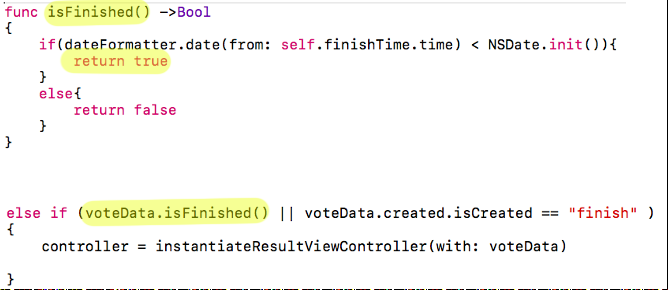 func isFinished() ->Bool
{
if(dateFormatter.date(from: self.finishTime.time) < NSDate.init()){
return true
}
else{
return false
}
}
else if (voteData.isFinished() || voteData.created.isCreated == "finish" )
{
controller = instantiateResultViewController(with: voteData)
}